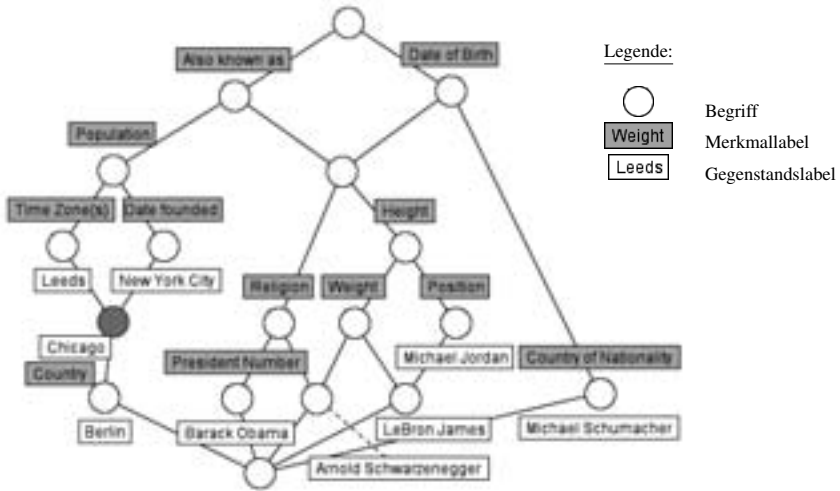 Also known as
Date of Birth
Legende:
Begriff
Weight
Merkmallabel
Leeds
Gegenstandslabel
Population
Time Zone(s)
Date founded
Height
Leeds
New York City
Religion
Weight
Position
Chicago
President Number
Michael Jordan
Country of Nationality
Country
Berlin
Barack Obama
LeBron James
Michael Schumacher
Arnold Schwarzenegger